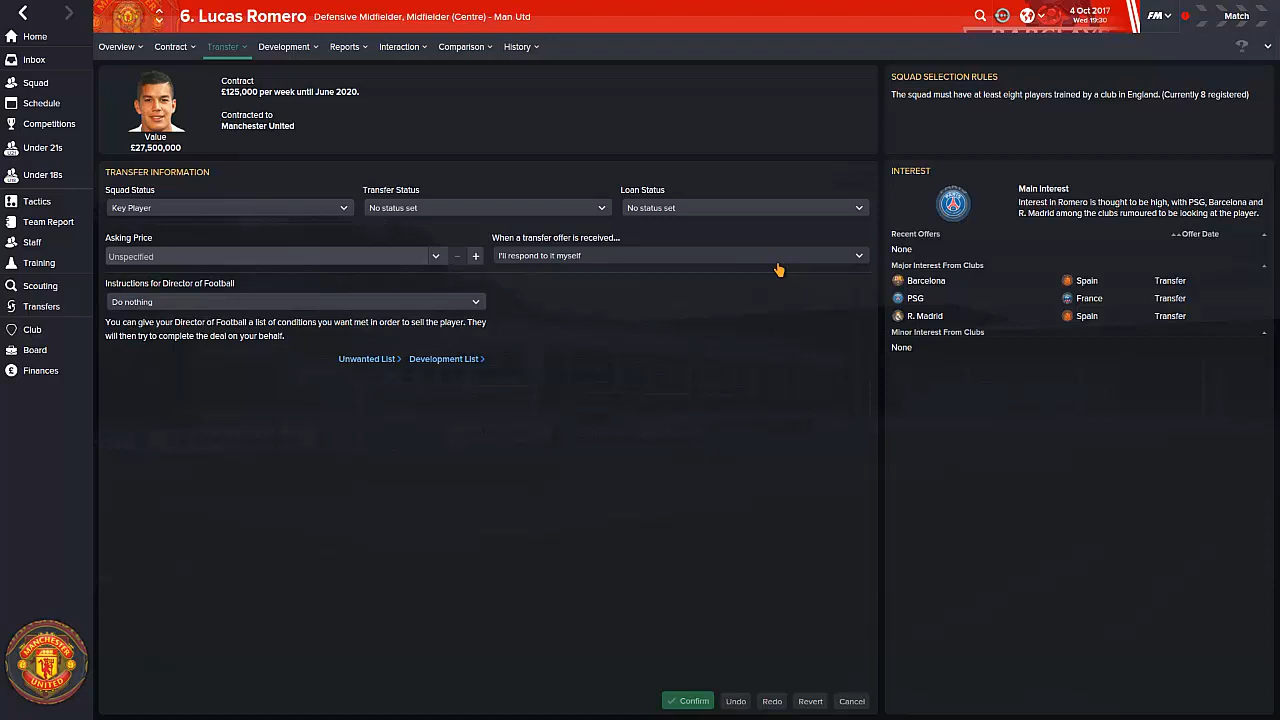 6. Lucas Romero Defensive Midfielder, Midfielder (Centre) - Man Utd
4 Oct 2017
Wed 19:30
FM
Match
Home
Inbox
Squad
Schedule
Competitions
Under 21s
Under 18s
Tactics
Team Report
Staff
Training
Scouting
Transfers
Club
Board
Finances
Overview Contract Transfer Development Reports Interaction Comparison History
Contract
£125,000 per week until June 2020.
Contracted to
Manchester United
Value
£27,500,000
TRANSFER INFORMATION
Squad Status Transfer Status Loan Status
Key Player No status set No status set
Asking Price When a transfer offer is received...
Unspecified I'll respond to it myself
Instructions for Director of Football
Do nothing
You can give your Director of Football a list of conditions you want met in order to sell the player. They
will then try to complete the deal on your behalf.
Unwanted List > Development List >
Confirm Undo Redo Revert Cancel
SQUAD SELECTION RULES
The squad must have at least eight players trained by a club in England. (Currently 8 registered)
INTEREST
Main Interest
Interest in Romero is thought to be high, with PSG, Barcelona and
R. Madrid among the clubs rumoured to be looking at the player.
Recent Offers Offer Date
None
Major Interest From Clubs
Barcelona Spain Transfer
PSG France Transfer
R. Madrid Spain Transfer
Minor Interest From Clubs
None
MANCHESTER
UNITED